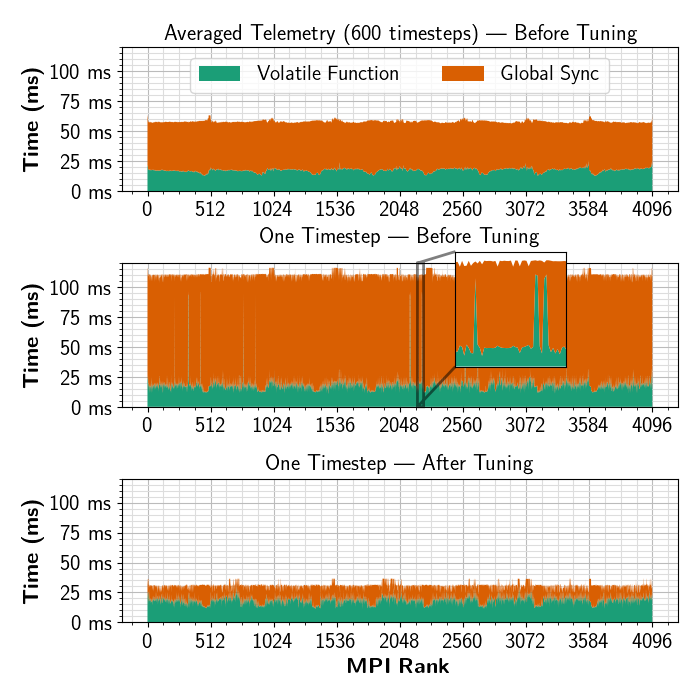 Averaged Telemetry (600 timesteps) — Before Tuning
Time (ms)
100 ms
75 ms
50 ms
25 ms
0 ms
Volatile Function
Global Sync
0 512 1024 1536 2048 2560 3072 3584 4096
One Timestep — Before Tuning
Time (ms)
100 ms
75 ms
50 ms
25 ms
0 ms
0 512 1024 1536 2048 2560 3072 3584 4096
One Timestep — After Tuning
Time (ms)
100 ms
75 ms
50 ms
25 ms
0 ms
0 512 1024 1536 2048 2560 3072 3584 4096
MPI Rank